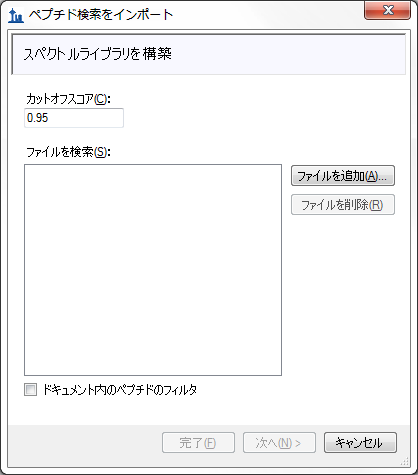 ペプチド検索をインポート
スペクトルライブラリを構築
カットオフスコア(C):
0.95
ファイルを検索(S):
ファイルを追加(A)...
ファイルを削除(R)
ドキュメント内のペプチドのフィルタ
完了(F)
次へ(N) >
キャンセル